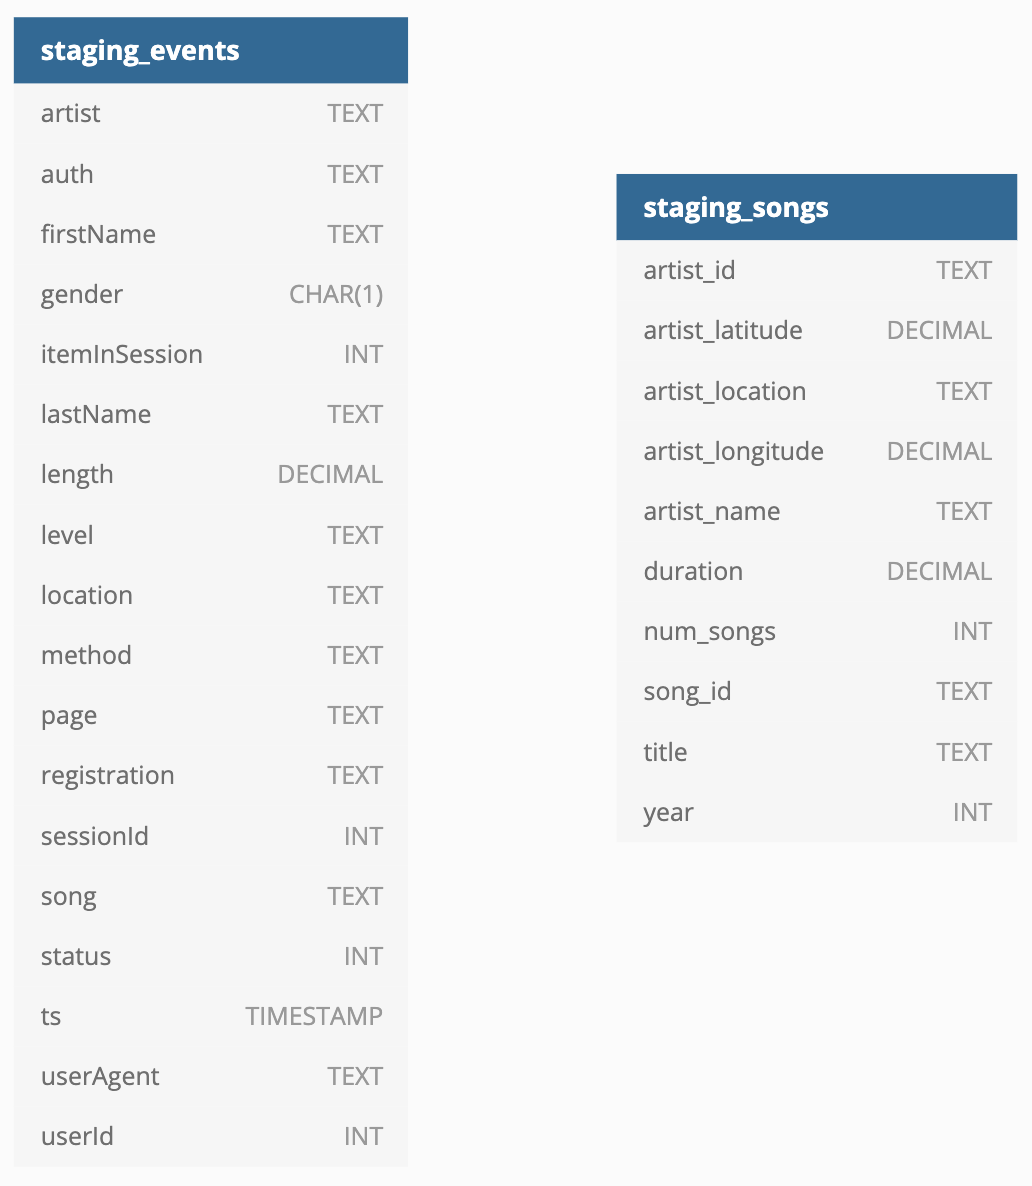 staging_events
artist TEXT
auth TEXT
firstName TEXT
gender CHAR(1)
itemInSession INT
lastName TEXT
length DECIMAL
level TEXT
location TEXT
method TEXT
page TEXT
registration TEXT
sessionId INT
song TEXT
status INT
ts TIMESTAMP
userAgent TEXT
userId INT
staging_songs
artist_id TEXT
artist_latitude DECIMAL
artist_location TEXT
artist_longitude DECIMAL
artist_name TEXT
duration DECIMAL
num_songs INT
song_id TEXT
title TEXT
year INT